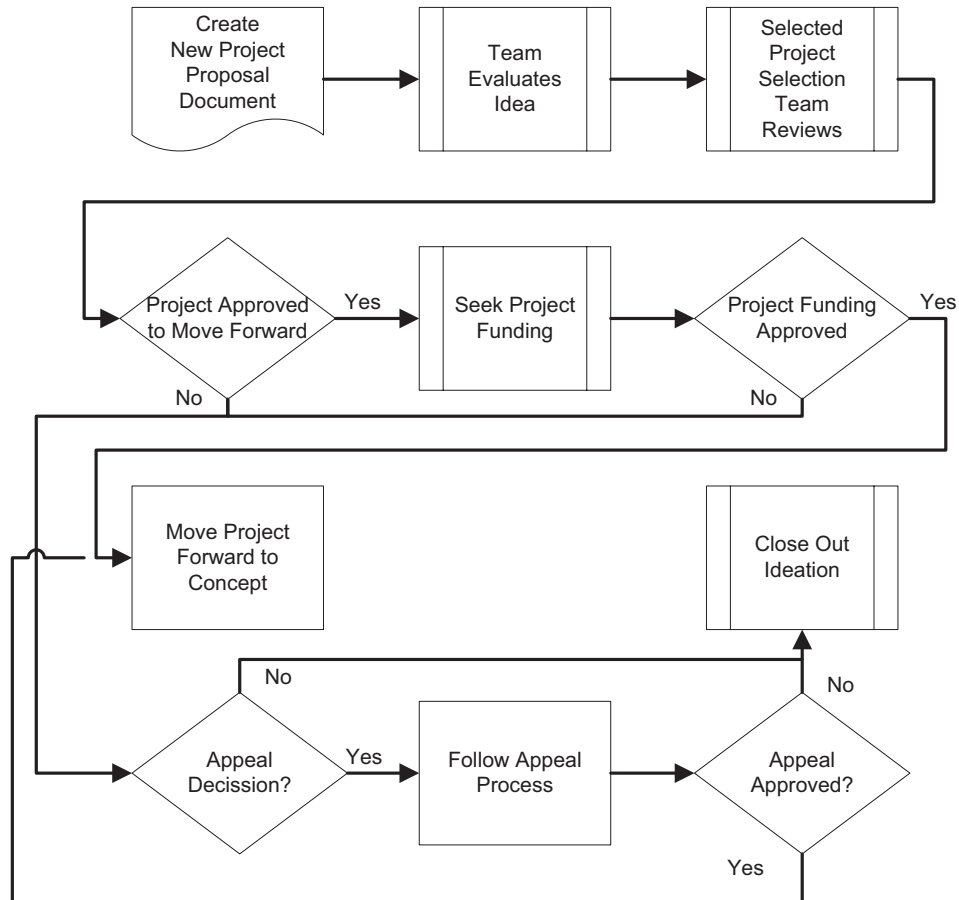 Create
New Project
Proposal
Document
Team
Evaluates
Idea
Selected
Project
Selection
Team
Reviews
Project Approved
to Move Forward
Yes
No
Seek Project
Funding
Project Funding
Approved
Yes
No
Move Project
Forward to
Concept
Close Out
Ideation
No
Appeal
Decission?
Yes
Follow Appeal
Process
No
Appeal
Approved?
Yes